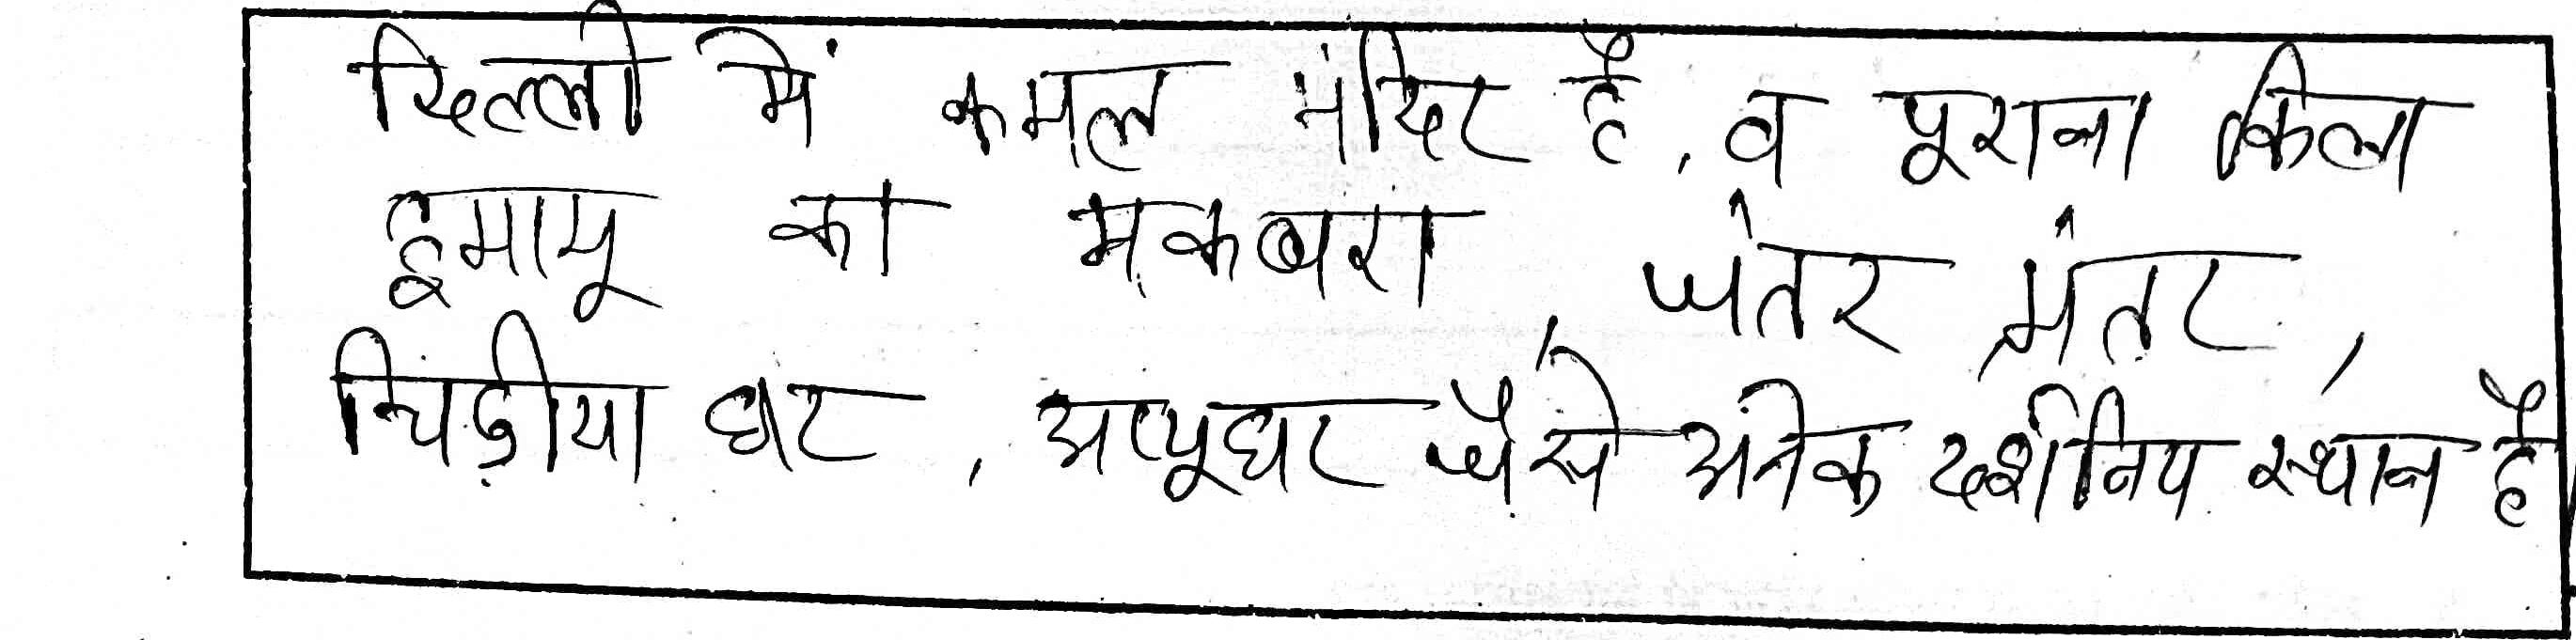 दिल्ली में कमल मंदिर है, व पूराना किला
हुमामू का मकबरा, जंतर मंतर,
चिड़ीया घर, अप्पूघर जैसे अनेक दर्शनिय स्थान है